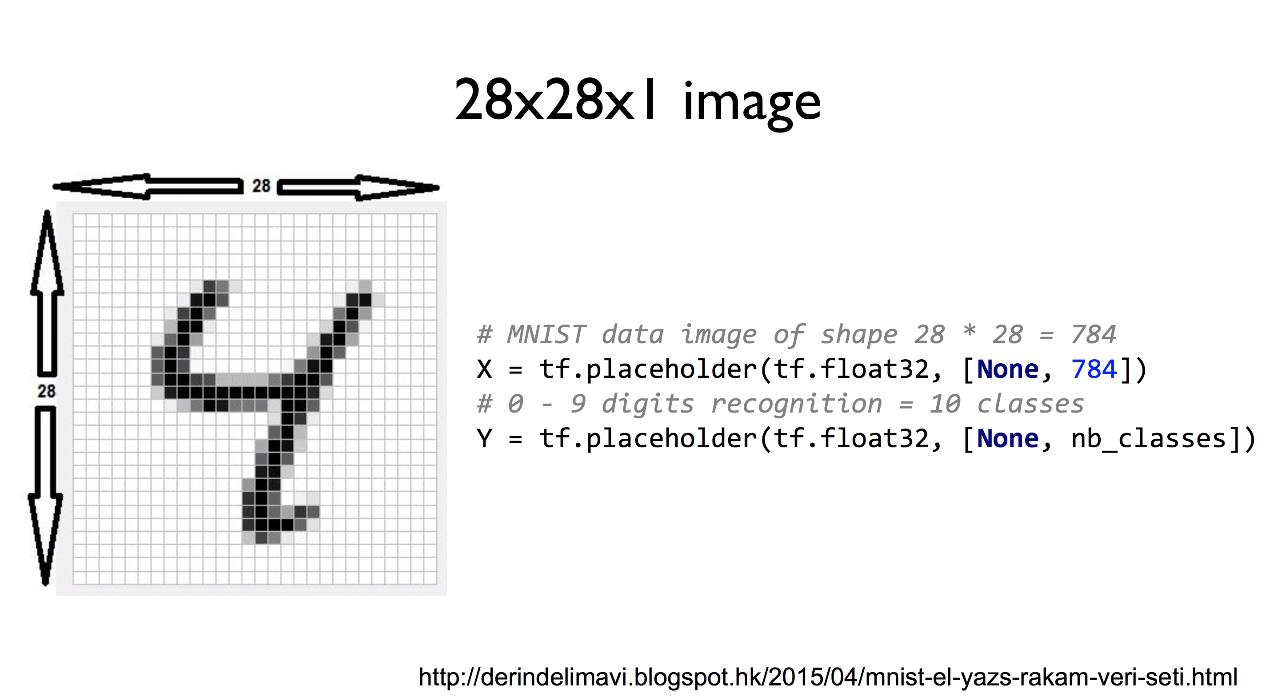 28x28x1 image
28
28
# MNIST data image of shape 28 * 28 = 784
X = tf.placeholder(tf.float32, [None, 784])
# 0 - 9 digits recognition = 10 classes
Y = tf.placeholder(tf.float32, [None, nb_classes])
http://derindelimavi.blogspot.hk/2015/04/mnist-el-yazs-rakam-veri-seti.html